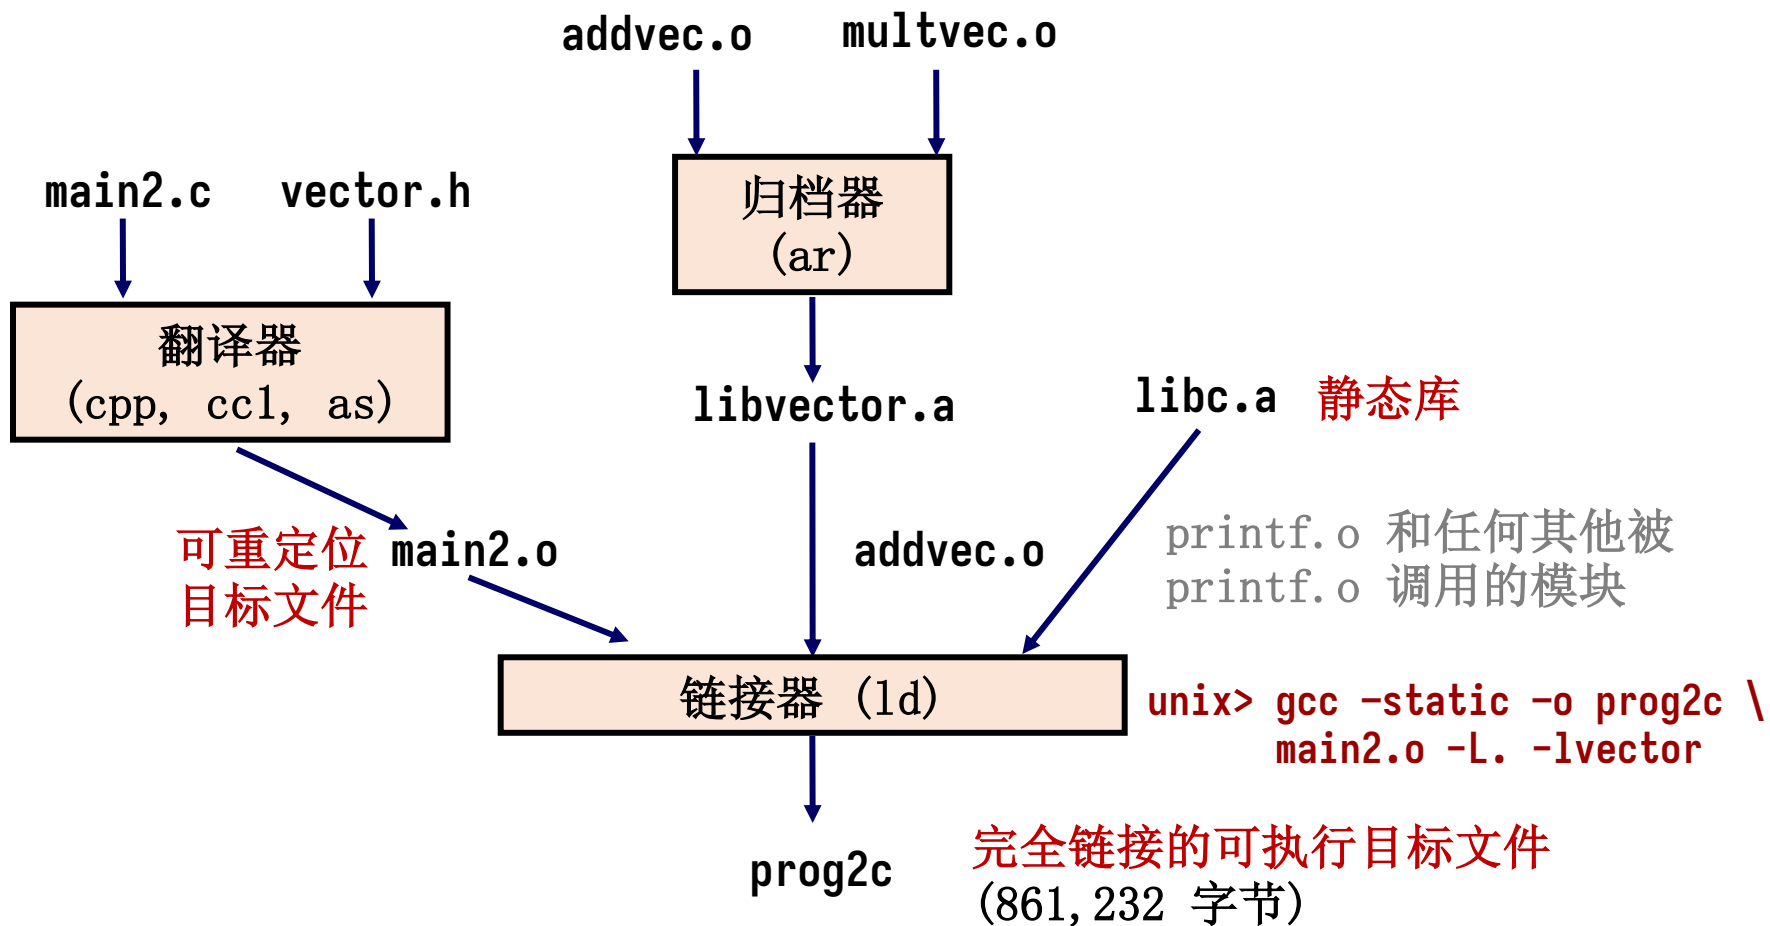 addvec.o
multvec.o
main2.c
vector.h
归档器
(ar)
翻译器
(cpp, cc1, as)
libvector.a
libc.a 静态库
可重定位
目标文件
main2.o
addvec.o
printf.o 和任何其他被
printf.o 调用的模块
链接器 (ld)
unix> gcc -static -o prog2c \
main2.o -L. -lvector
prog2c
完全链接的可执行目标文件
(861,232 字节)